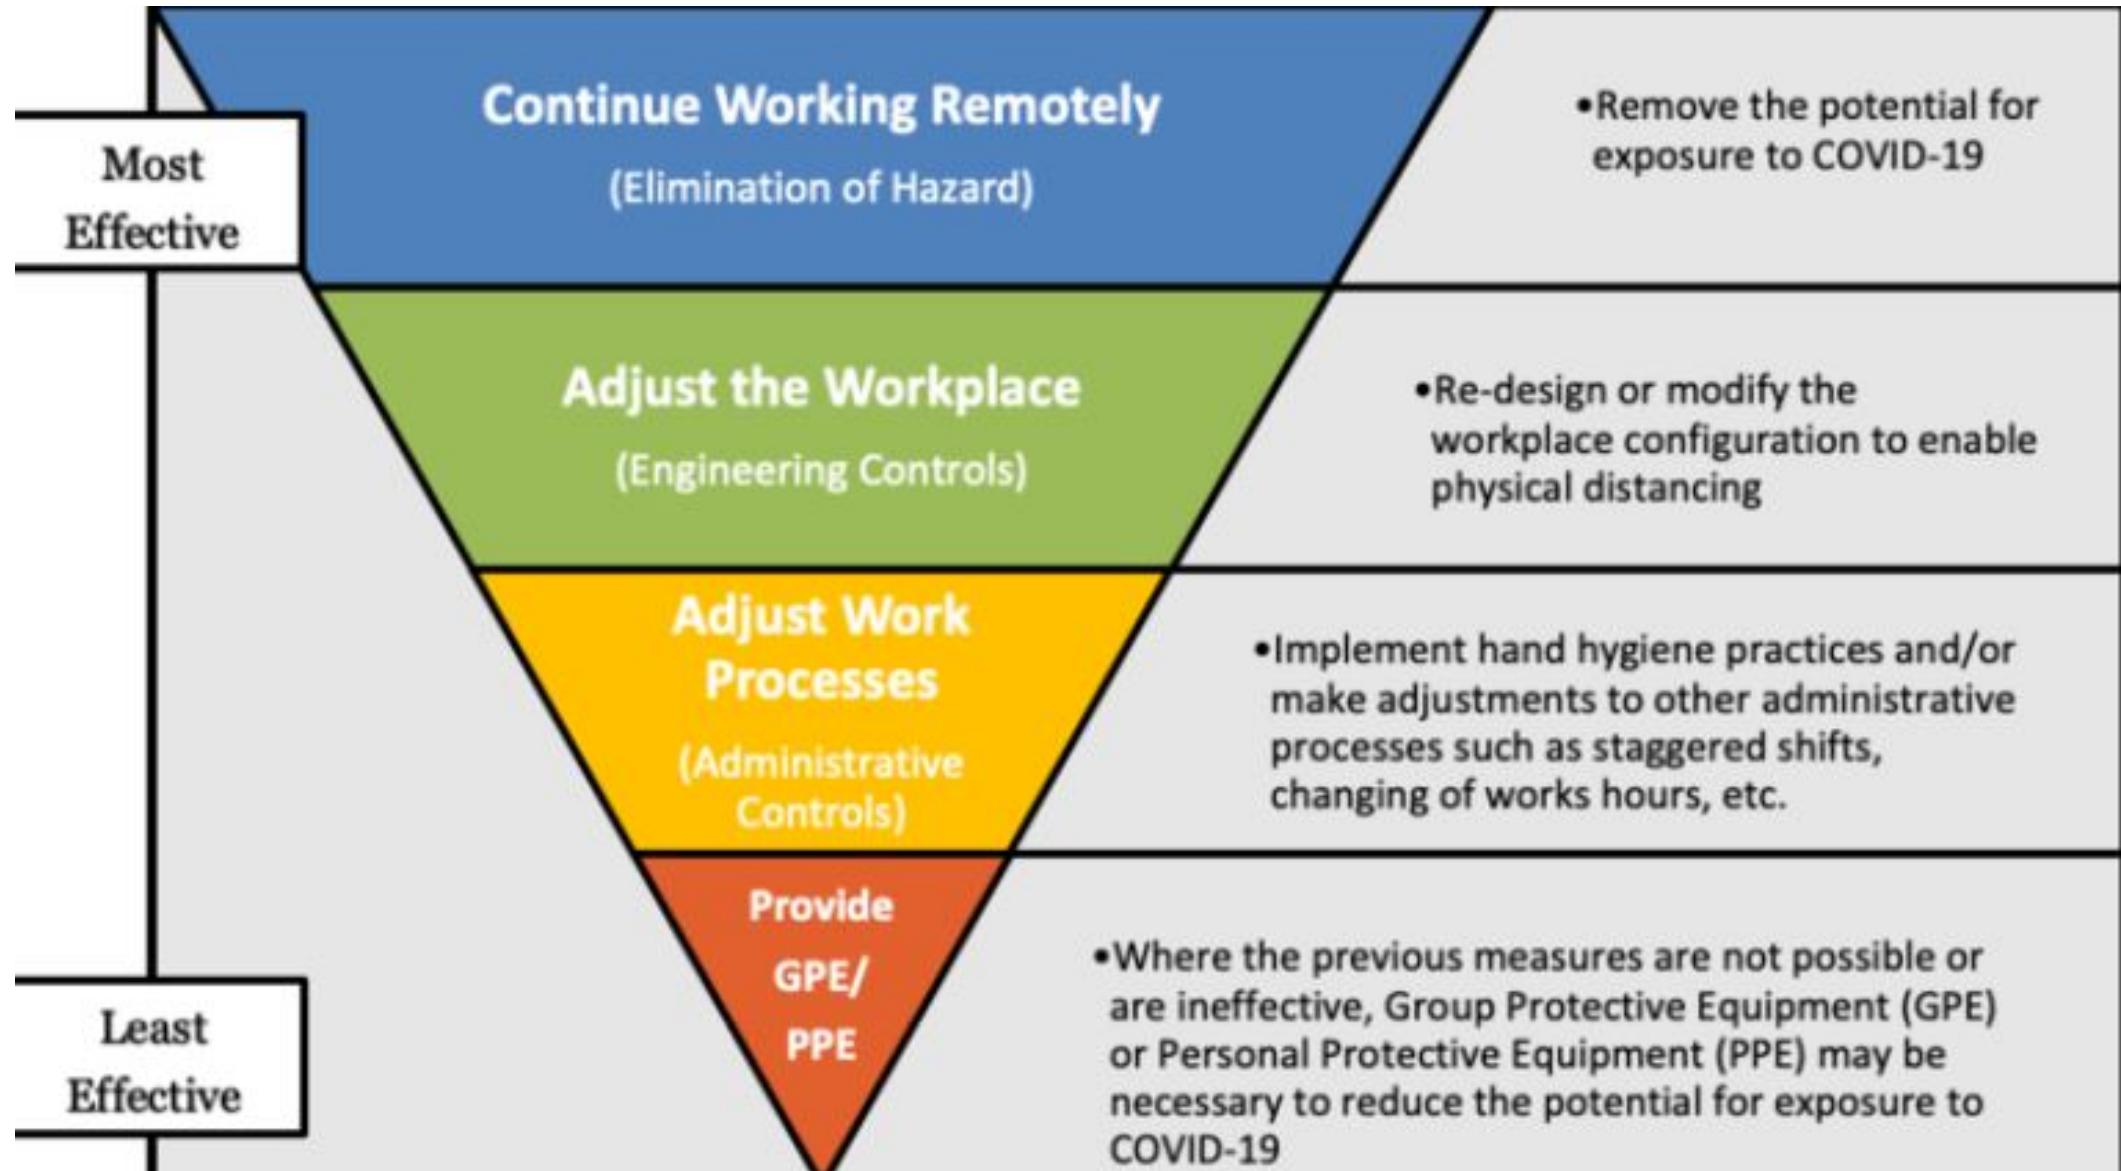 Most
Effective
Continue Working Remotely
(Elimination of Hazard)
•Remove the potential for
exposure to COVID-19
Adjust the Workplace
(Engineering Controls)
•Re-design or modify the
workplace configuration to enable
physical distancing
Adjust Work
Processes
(Administrative
Controls)
•Implement hand hygiene practices and/or
make adjustments to other administrative
processes such as staggered shifts,
changing of works hours, etc.
Least
Effective
Provide
GPE/
PPE
•Where the previous measures are not possible or
are ineffective, Group Protective Equipment (GPE)
or Personal Protective Equipment (PPE) may be
necessary to reduce the potential for exposure to
COVID-19